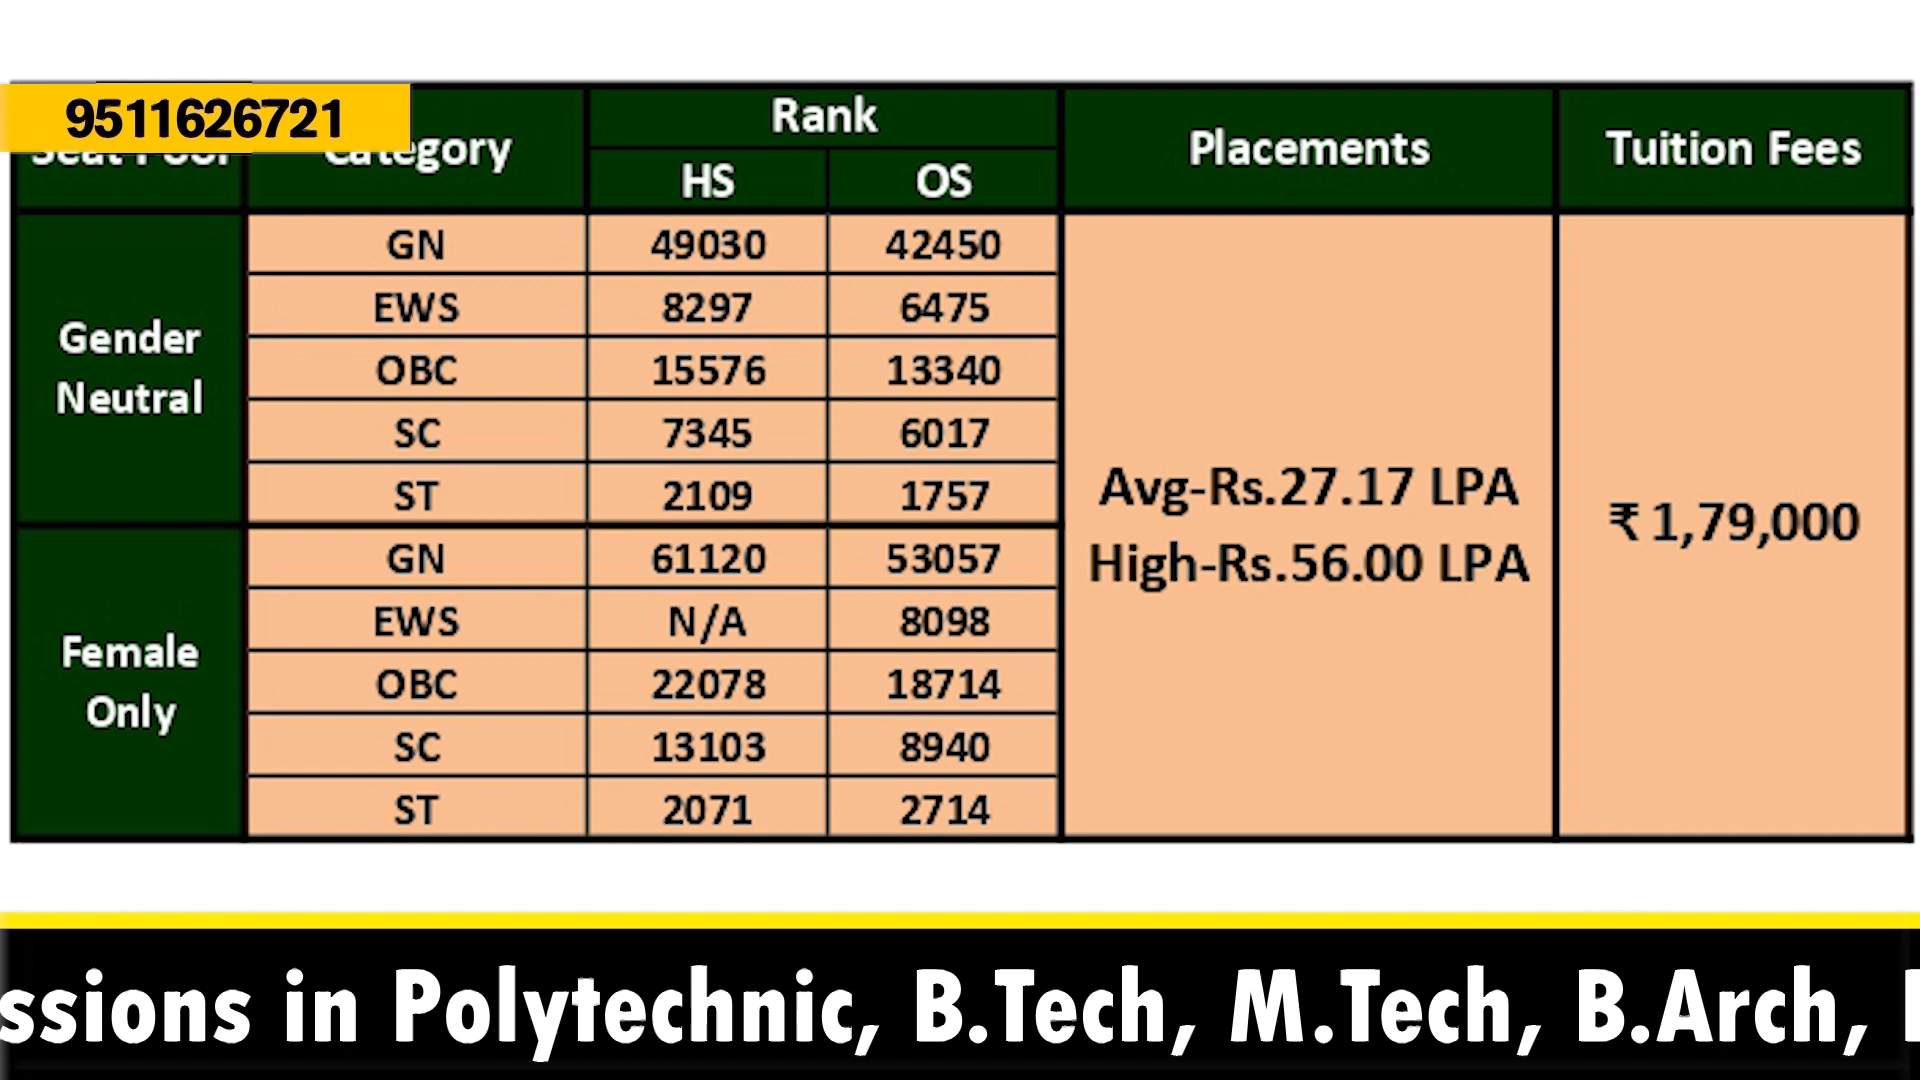 9511626721
Seat Pool Category Rank Placements Tuition Fees
HS OS
Gender
Neutral
GN 49030 42450
EWS 8297 6475
OBC 15576 13340
SC 7345 6017
ST 2109 1757
Female
Only
GN 61120 53057
EWS N/A 8098
OBC 22078 18714
SC 13103 8940
ST 2071 2714
Avg-Rs.27.17 LPA
High-Rs.56.00 LPA
₹ 1,79,000
ssions in Polytechnic, B.Tech, M.Tech, B.Arch,